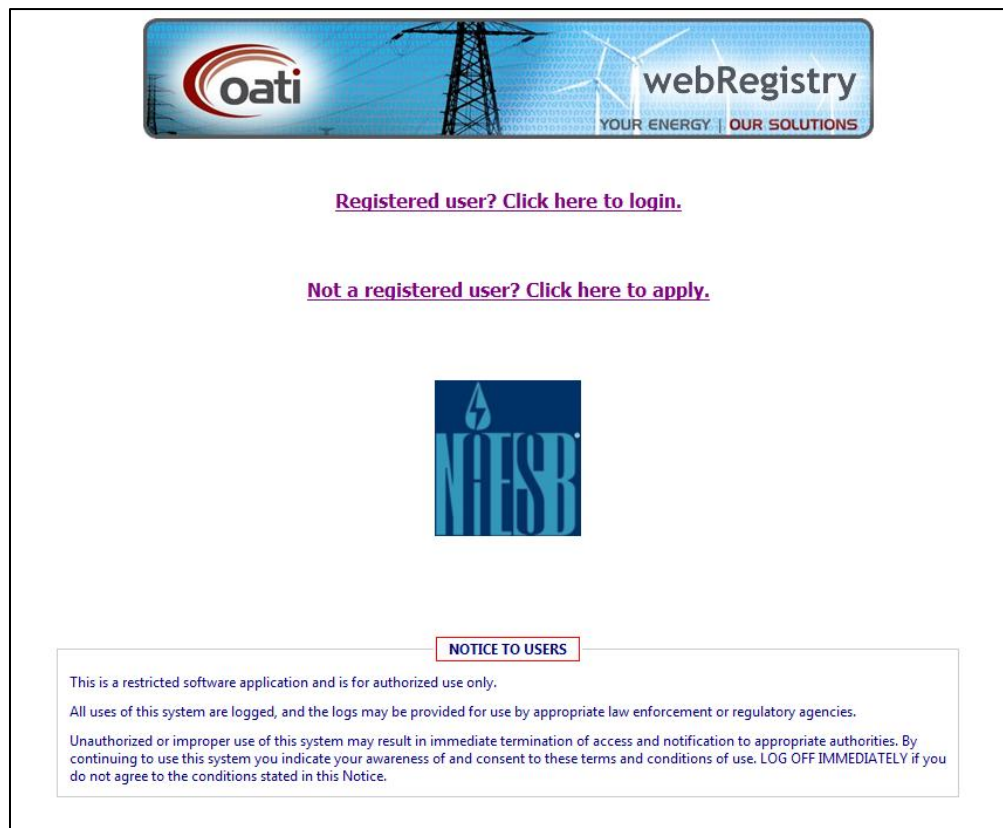 oati
webRegistry
YOUR ENERGY | OUR SOLUTIONS
Registered user? Click here to login.
Not a registered user? Click here to apply.
NAESB
NOTICE TO USERS
This is a restricted software application and is for authorized use only.
All uses of this system are logged, and the logs may be provided for use by appropriate law enforcement or regulatory agencies.
Unauthorized or improper use of this system may result in immediate termination of access and notification to appropriate authorities. By
continuing to use this system you indicate your awareness of and consent to these terms and conditions of use. LOG OFF IMMEDIATELY if you
do not agree to the conditions stated in this Notice.